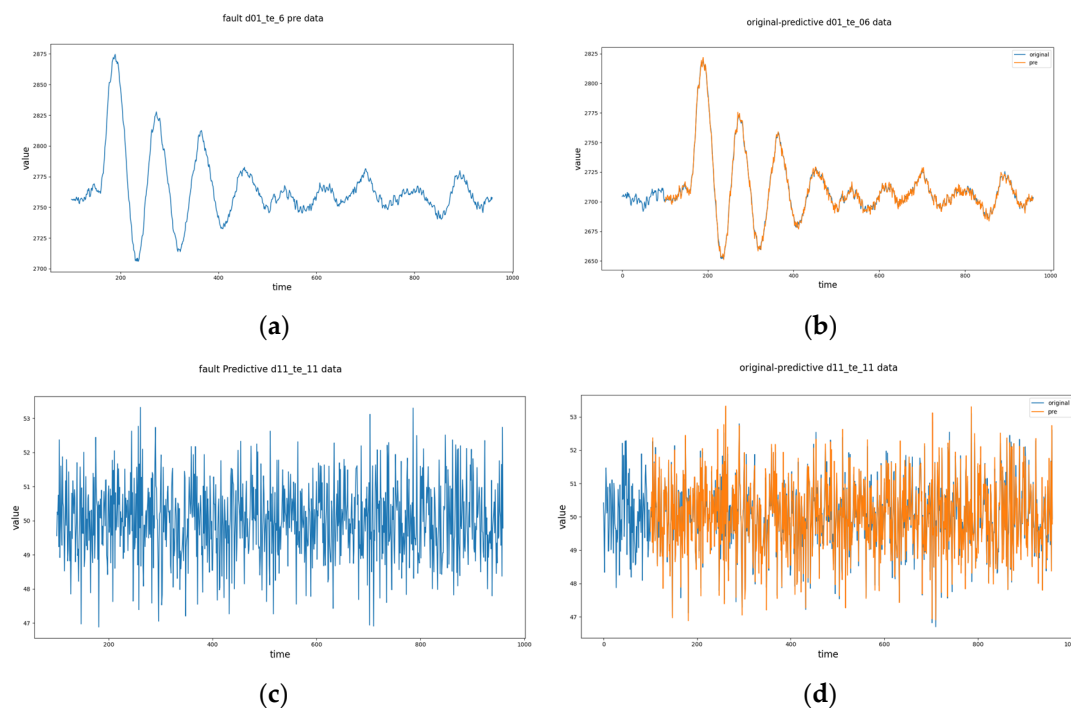 fault d01_te_6 pre data
2875
2850
2825
2800
2775
2750
2725
2700
value
200
400
600
800
1000
time
(a)
original-predictive d01_te_06 data
original
pre
2825
2800
2775
2750
2725
2700
2675
2650
value
0
200
400
600
800
1000
time
(b)
fault Predictive d11_te_11 data
53
52
51
50
49
48
47
value
200
400
600
800
1000
time
(c)
original-predictive d11_te_11 data
original
pre
53
52
51
50
49
48
47
value
0
200
400
600
800
time
(d)